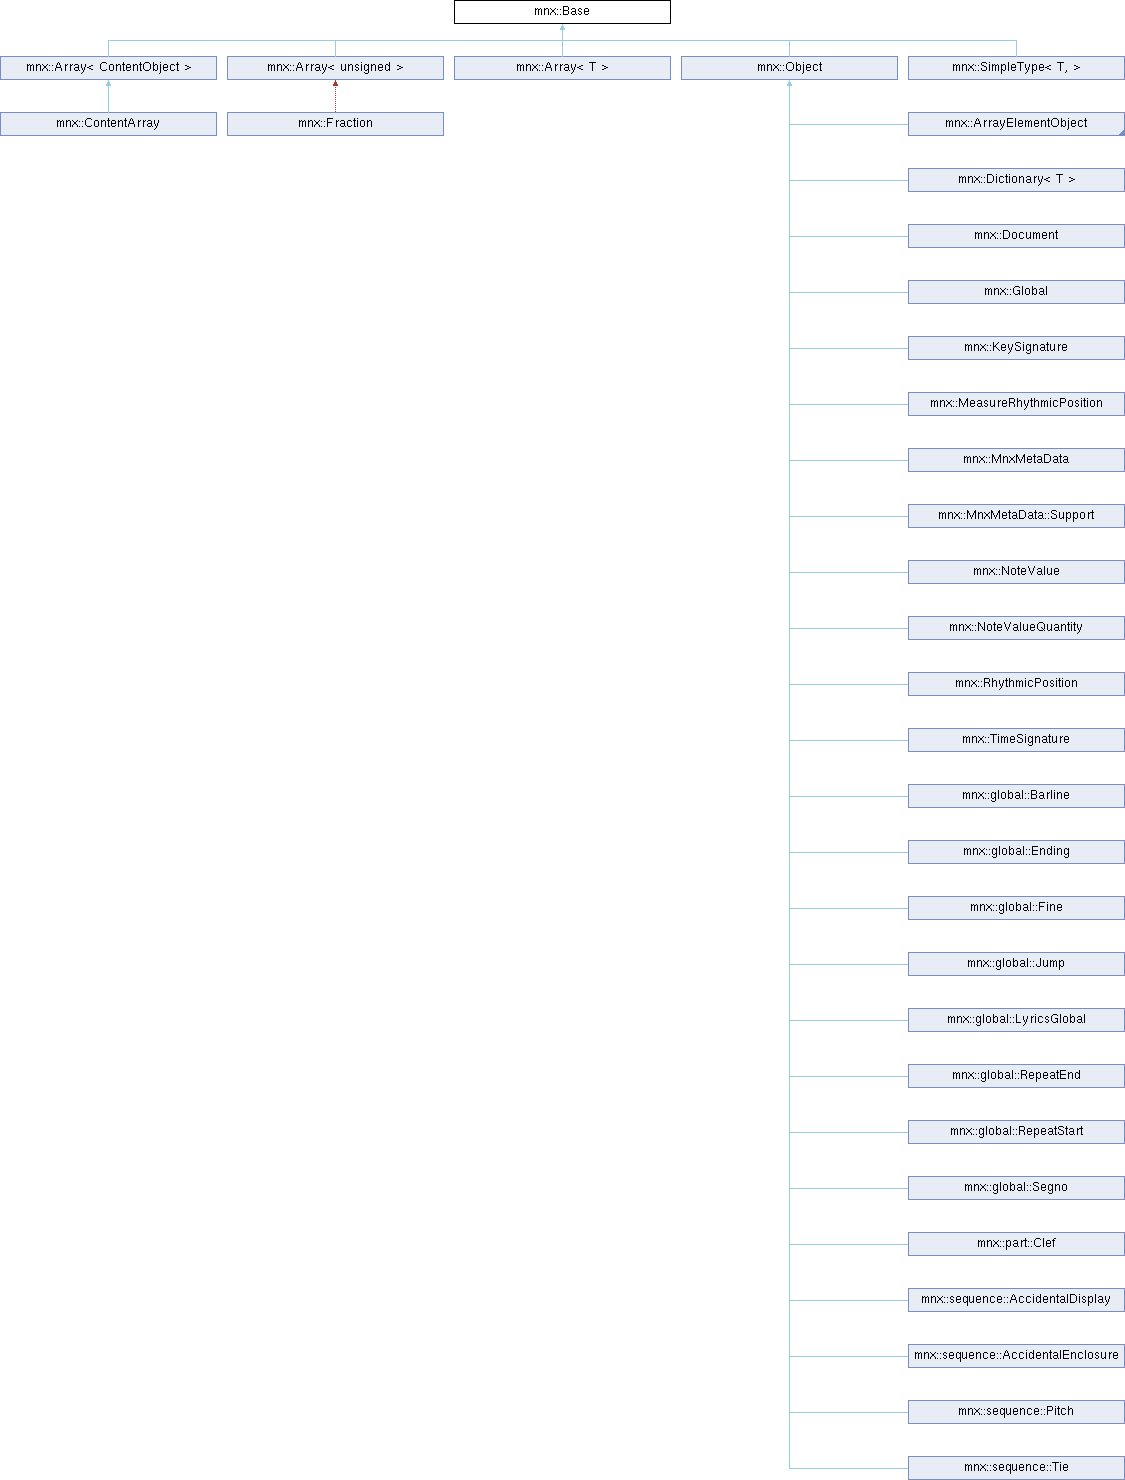 mnx::Base
mnx::Array< ContentObject >
mnx::Array< unsigned >
mnx::Array< T >
mnx::Object
mnx::SimpleType< T, >
mnx::ContentArray
mnx::Fraction
mnx::ArrayElementObject
mnx::Dictionary< T >
mnx::Document
mnx::Global
mnx::KeySignature
mnx::MeasureRhythmicPosition
mnx::MnxMetaData
mnx::MnxMetaData::Support
mnx::NoteValue
mnx::NoteValueQuantity
mnx::RhythmicPosition
mnx::TimeSignature
mnx::global::Barline
mnx::global::Ending
mnx::global::Fine
mnx::global::Jump
mnx::global::LyricsGlobal
mnx::global::RepeatEnd
mnx::global::RepeatStart
mnx::global::Segno
mnx::part::Clef
mnx::sequence::AccidentalDisplay
mnx::sequence::AccidentalEnclosure
mnx::sequence::Pitch
mnx::sequence::Tie